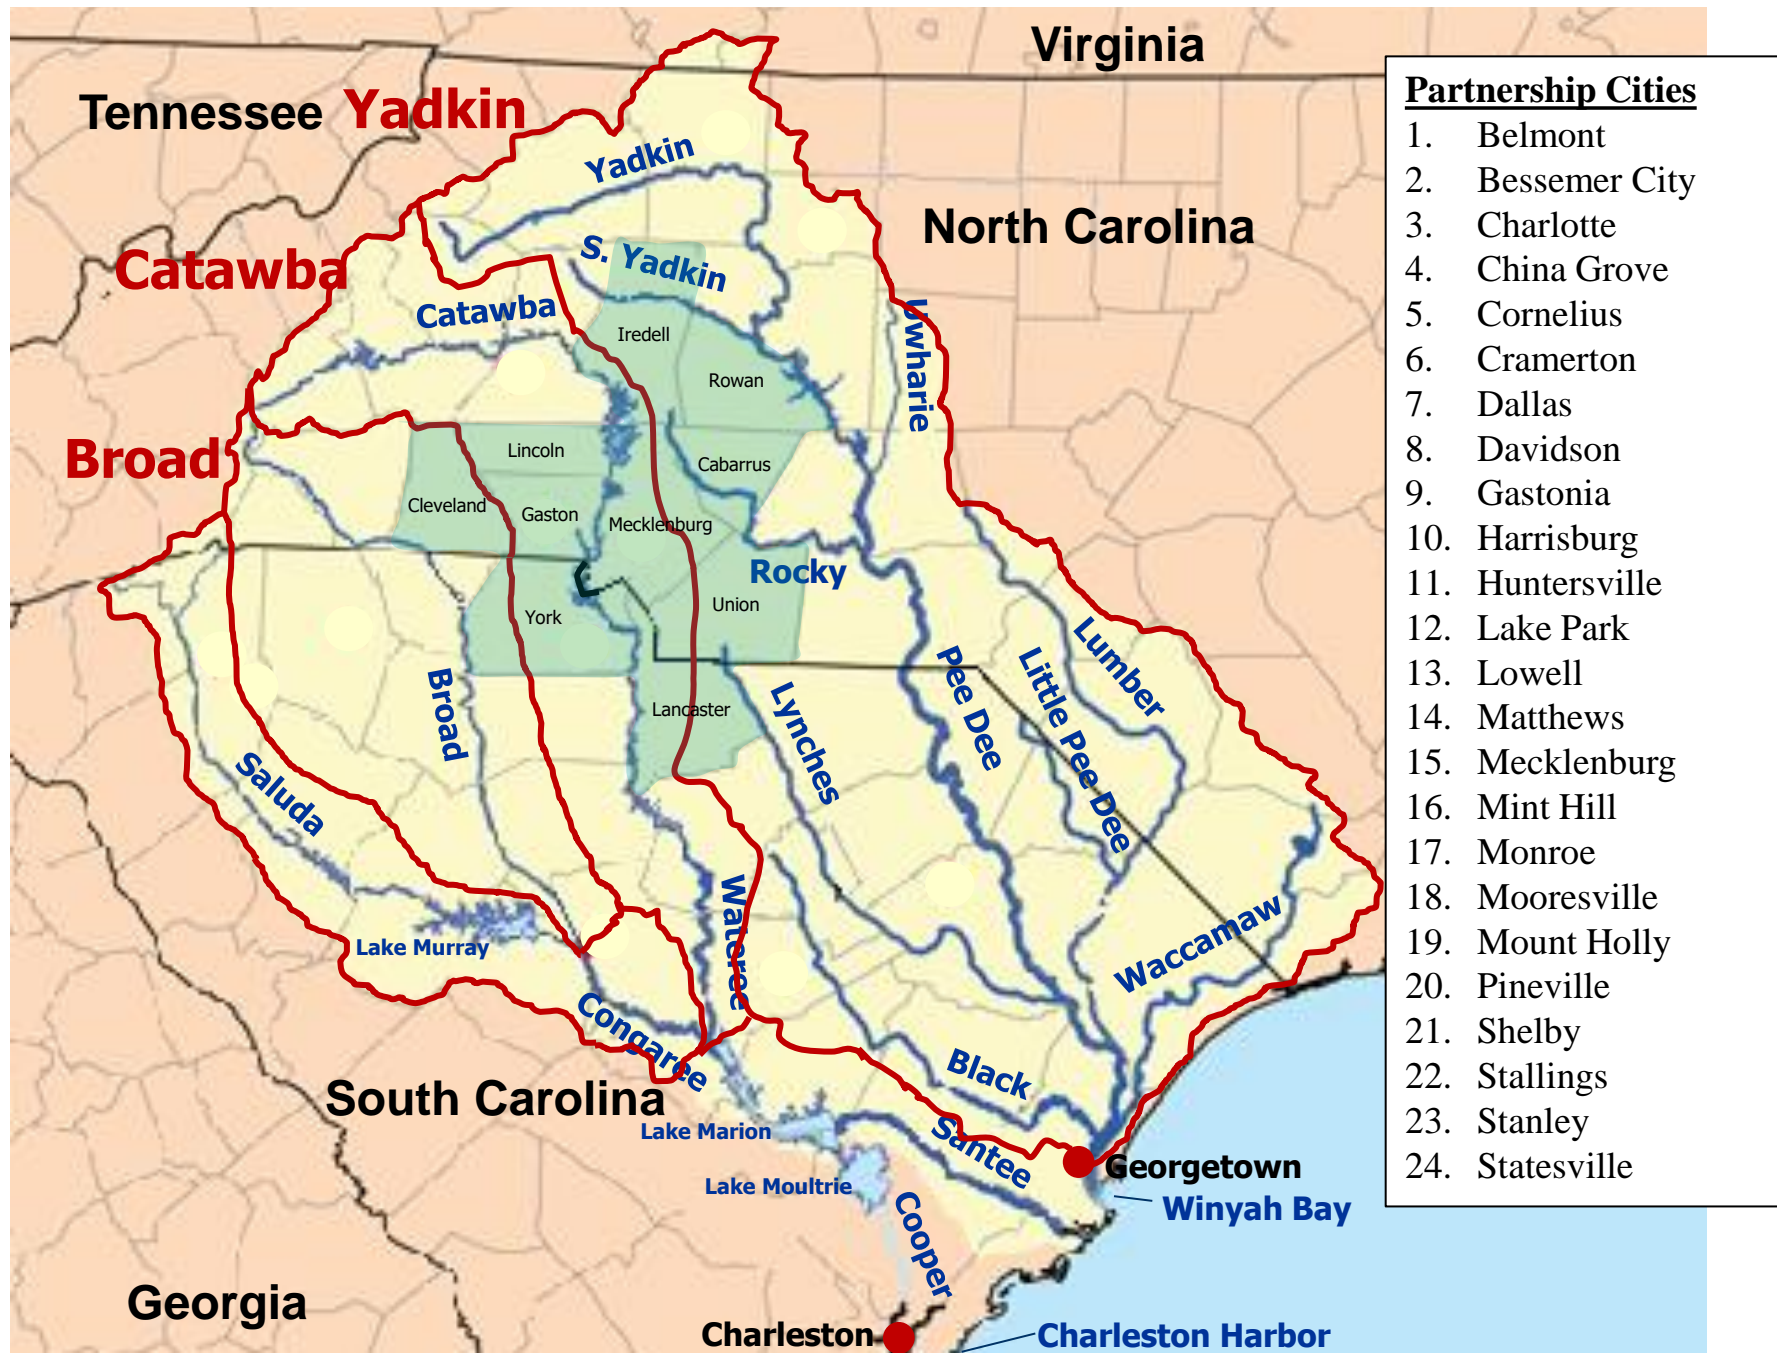 Virginia
Tennessee
Yadkin
Yadkin
North Carolina
Catawba
S. Yadkin
Catawba
Uwharie
Iredell
Rowan
Broad
Lincoln
Cabarrus
Cleveland
Gaston
Mecklenburg
Rocky
York
Union
Lumber
Little Pee Dee
Pee Dee
Broad
Lancaster
Lynches
Saluda
Wateree
Waccamaw
Lake Murray
Congaree
Black
South Carolina
Lake Marion
Santee
Georgetown
Lake Moultrie
Winyah Bay
Cooper
Georgia
Charleston
Charleston Harbor
Partnership Cities
1. Belmont
2. Bessemer City
3. Charlotte
4. China Grove
5. Cornelius
6. Cramerton
7. Dallas
8. Davidson
9. Gastonia
10. Harrisburg
11. Huntersville
12. Lake Park
13. Lowell
14. Matthews
15. Mecklenburg
16. Mint Hill
17. Monroe
18. Mooresville
19. Mount Holly
20. Pineville
21. Shelby
22. Stallings
23. Stanley
24. Statesville